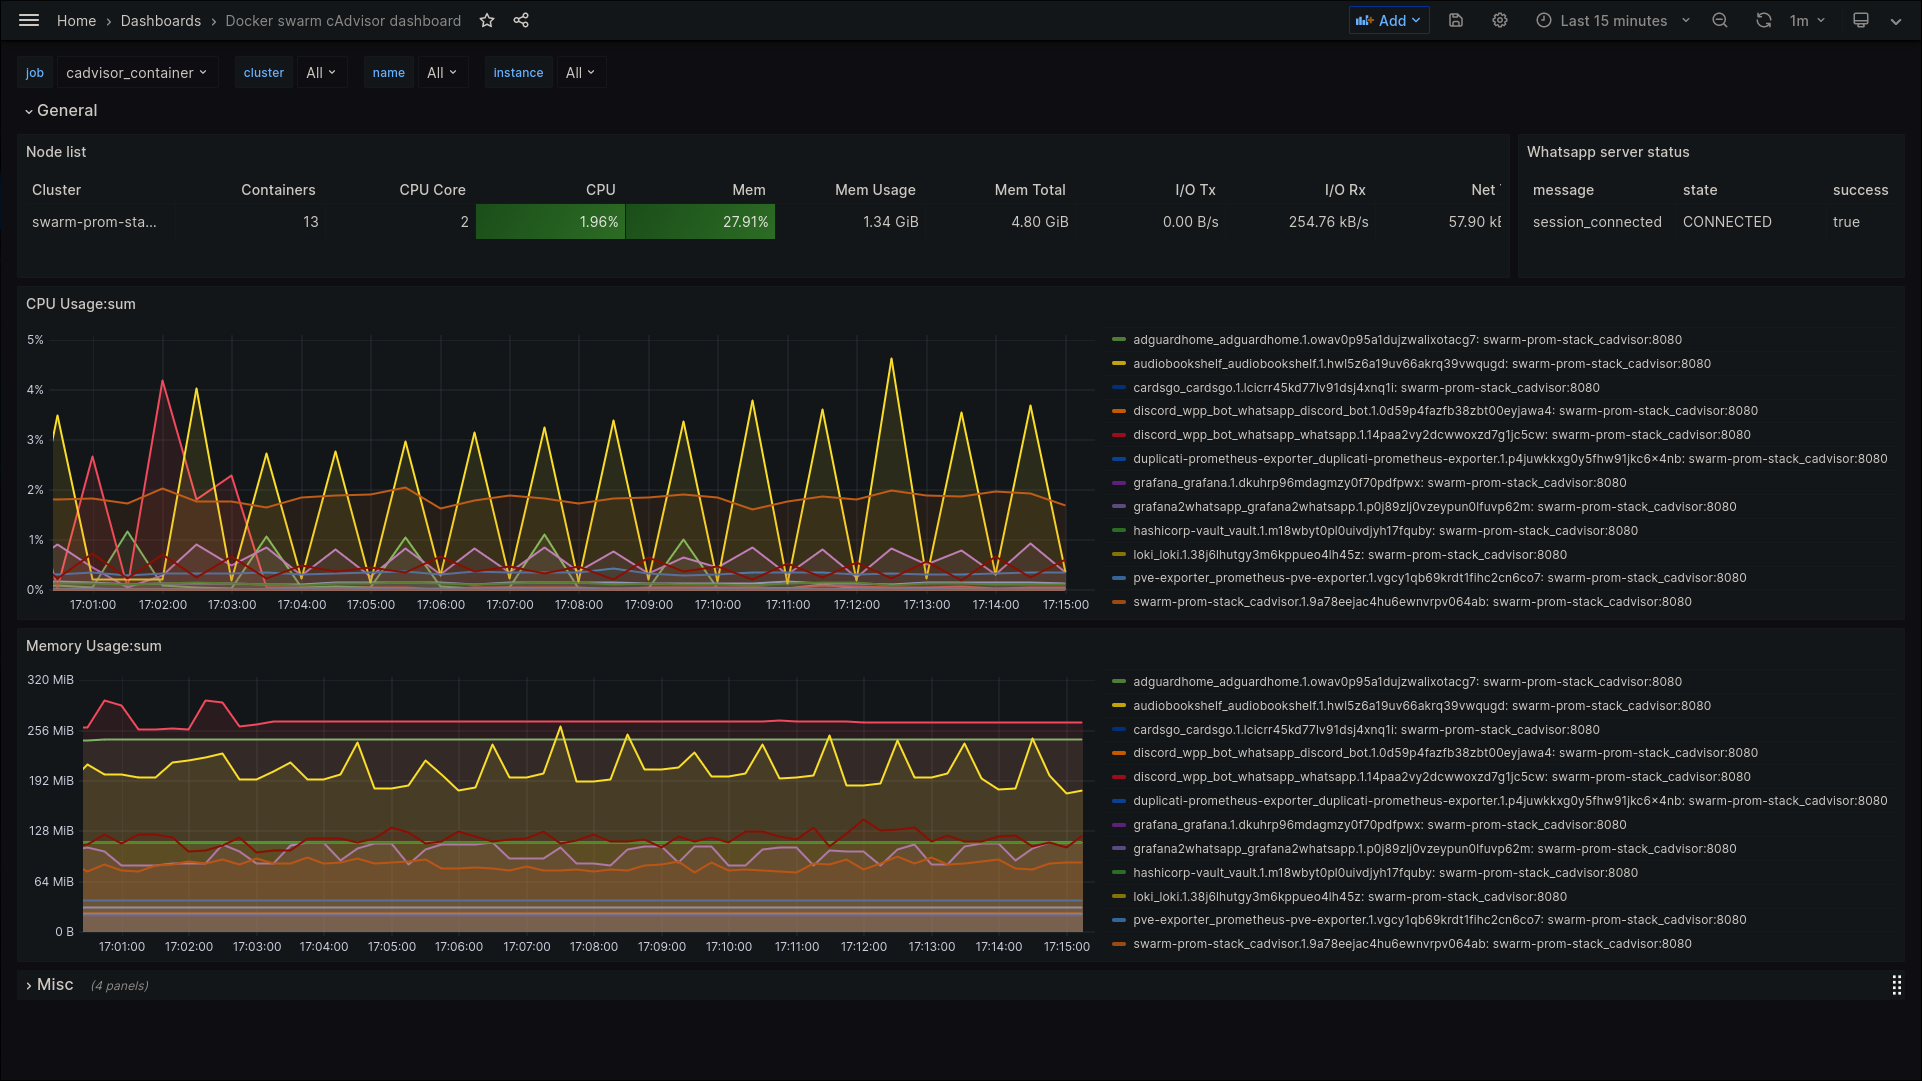 Home › Dashboards › Docker swarm cAdvisor dashboard Add Last 15 minutes 1m
job cadvisor_container cluster All name All instance All
General
Node list
Cluster Containers CPU Core CPU Mem Mem Usage Mem Total I/O Tx I/O Rx Net
swarm-prom-sta... 13 2 1.96% 27.91% 1.34 GiB 4.80 GiB 0.00 B/s 254.76 kB/s 57.90 kB
Whatsapp server status
message state success
session_connected CONNECTED true
CPU Usage:sum
5%
4%
3%
2%
1%
0%
17:01:00 17:02:00 17:03:00 17:04:00 17:05:00 17:06:00 17:07:00 17:08:00 17:09:00 17:10:00 17:11:00 17:12:00 17:13:00 17:14:00 17:15:00
adguardhome_adguardhome.1.owav0p95a1dujzwalixotacg7: swarm-prom-stack_cadvisor:8080
audiobookshelf_audiobookshelf.1.hwl5z6a19uv66akrq39vwqugd: swarm-prom-stack_cadvisor:8080
cardsgo_cardsgo.1.lcicrr45kd77lv91dsj4xnq1i: swarm-prom-stack_cadvisor:8080
discord_wpp_bot_whatsapp_discord_bot.1.0d59p4fazfb38zbt00eyjawa4: swarm-prom-stack_cadvisor:8080
discord_wpp_bot_whatsapp_whatsapp.1.14paa2vy2dcwwoxzd7g1jc5cw: swarm-prom-stack_cadvisor:8080
duplicati-prometheus-exporter_duplicati-prometheus-exporter.1.p4juwkkxg0y5fhw91jkc6x4nb: swarm-prom-stack_cadvisor:8080
grafana_grafana.1.dkuhrp96mdagmzy0f70pdfpwx: swarm-prom-stack_cadvisor:8080
grafana2whatsapp_grafana2whatsapp.1.p0j89zlj0vzeypun0lfuvp62m: swarm-prom-stack_cadvisor:8080
hashicorp-vault_vault.1.m18wbyt0pl0uivdjyh17fquby: swarm-prom-stack_cadvisor:8080
loki_loki.1.38j6lhutgy3m6kppueo4lh45z: swarm-prom-stack_cadvisor:8080
pve-exporter_prometheus-pve-exporter.1.vgcy1qb69krdt1fihc2cn6co7: swarm-prom-stack_cadvisor:8080
swarm-prom-stack_cadvisor.1.9a78eejac4hu6ewnvrpv064ab: swarm-prom-stack_cadvisor:8080
Memory Usage:sum
320 MiB
256 MiB
192 MiB
128 MiB
64 MiB
0 B
17:01:00 17:02:00 17:03:00 17:04:00 17:05:00 17:06:00 17:07:00 17:08:00 17:09:00 17:10:00 17:11:00 17:12:00 17:13:00 17:14:00 17:15:00
adguardhome_adguardhome.1.owav0p95a1dujzwalixotacg7: swarm-prom-stack_cadvisor:8080
audiobookshelf_audiobookshelf.1.hwl5z6a19uv66akrq39vwqugd: swarm-prom-stack_cadvisor:8080
cardsgo_cardsgo.1.lcicrr45kd77lv91dsj4xnq1i: swarm-prom-stack_cadvisor:8080
discord_wpp_bot_whatsapp_discord_bot.1.0d59p4fazfb38zbt00eyjawa4: swarm-prom-stack_cadvisor:8080
discord_wpp_bot_whatsapp_whatsapp.1.14paa2vy2dcwwoxzd7g1jc5cw: swarm-prom-stack_cadvisor:8080
duplicati-prometheus-exporter_duplicati-prometheus-exporter.1.p4juwkkxg0y5fhw91jkc6x4nb: swarm-prom-stack_cadvisor:8080
grafana_grafana.1.dkuhrp96mdagmzy0f70pdfpwx: swarm-prom-stack_cadvisor:8080
grafana2whatsapp_grafana2whatsapp.1.p0j89zlj0vzeypun0lfuvp62m: swarm-prom-stack_cadvisor:8080
hashicorp-vault_vault.1.m18wbyt0pl0uivdjyh17fquby: swarm-prom-stack_cadvisor:8080
loki_loki.1.38j6lhutgy3m6kppueo4lh45z: swarm-prom-stack_cadvisor:8080
pve-exporter_prometheus-pve-exporter.1.vgcy1qb69krdt1fihc2cn6co7: swarm-prom-stack_cadvisor:8080
swarm-prom-stack_cadvisor.1.9a78eejac4hu6ewnvrpv064ab: swarm-prom-stack_cadvisor:8080
Misc (4 panels)